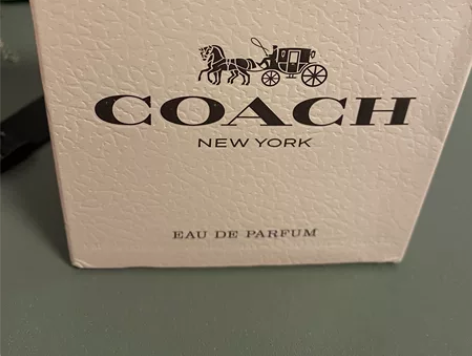 COACH
NEW YORK
EAU DE PARFUM